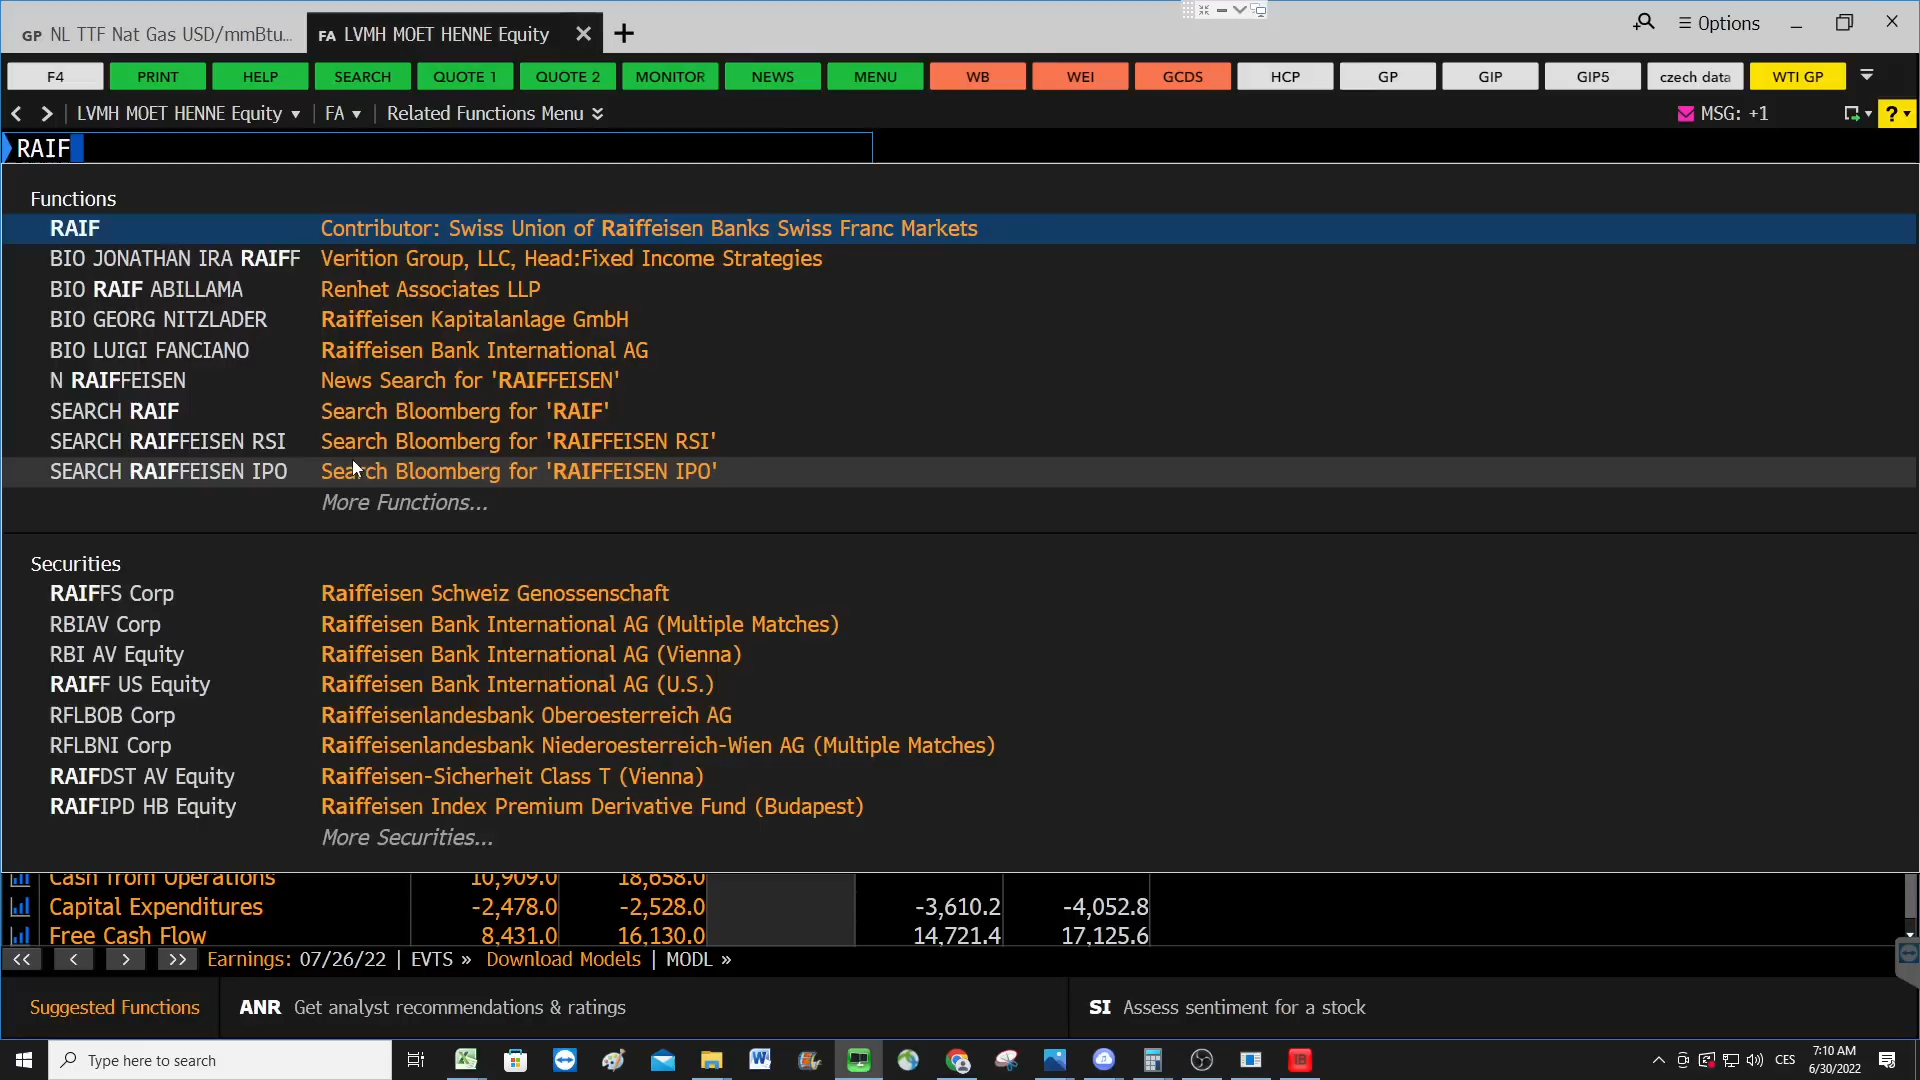 GP NL TTF Nat Gas USD/mmBtu... FA LVMH MOET HENNE Equity Options
F4 PRINT HELP SEARCH QUOTE 1 QUOTE 2 MONITOR NEWS MENU WB WEI GCDS HCP GP GIP GIP5 czech data WTI GP
LVMH MOET HENNE Equity FA Related Functions Menu MSG: +1 ?
RAIF
Functions
RAIF Contributor: Swiss Union of Raiffeisen Banks Swiss Franc Markets
BIO JONATHAN IRA RAIFF Verition Group, LLC, Head:Fixed Income Strategies
BIO RAIF ABILLAMA Renhet Associates LLP
BIO GEORG NITZLADER Raiffeisen Kapitalanlage GmbH
BIO LUIGI FANCIANO Raiffeisen Bank International AG
N RAIFFEISEN News Search for 'RAIFFEISEN'
SEARCH RAIF Search Bloomberg for 'RAIF'
SEARCH RAIFFEISEN RSI Search Bloomberg for 'RAIFFEISEN RSI'
SEARCH RAIFFEISEN IPO Search Bloomberg for 'RAIFFEISEN IPO'
More Functions...
Securities
RAIFFS Corp Raiffeisen Schweiz Genossenschaft
RBIAV Corp Raiffeisen Bank International AG (Multiple Matches)
RBI AV Equity Raiffeisen Bank International AG (Vienna)
RAIFF US Equity Raiffeisen Bank International AG (U.S.)
RFLBOB Corp Raiffeisenlandesbank Oberoesterreich AG
RFLBNI Corp Raiffeisenlandesbank Niederoesterreich-Wien AG (Multiple Matches)
RAIFDST AV Equity Raiffeisen-Sicherheit Class T (Vienna)
RAIFIPD HB Equity Raiffeisen Index Premium Derivative Fund (Budapest)
More Securities...
Cash from Operations 10,909.0 18,658.0
Capital Expenditures -2,478.0 -2,528.0 -3,610.2 -4,052.8
Free Cash Flow 8,431.0 16,130.0 14,721.4 17,125.6
<< < > >> Earnings: 07/26/22 | EVTS » Download Models | MODL »
Suggested Functions ANR Get analyst recommendations & ratings SI Assess sentiment for a stock
Type here to search CES 7:10 AM
6/30/2022